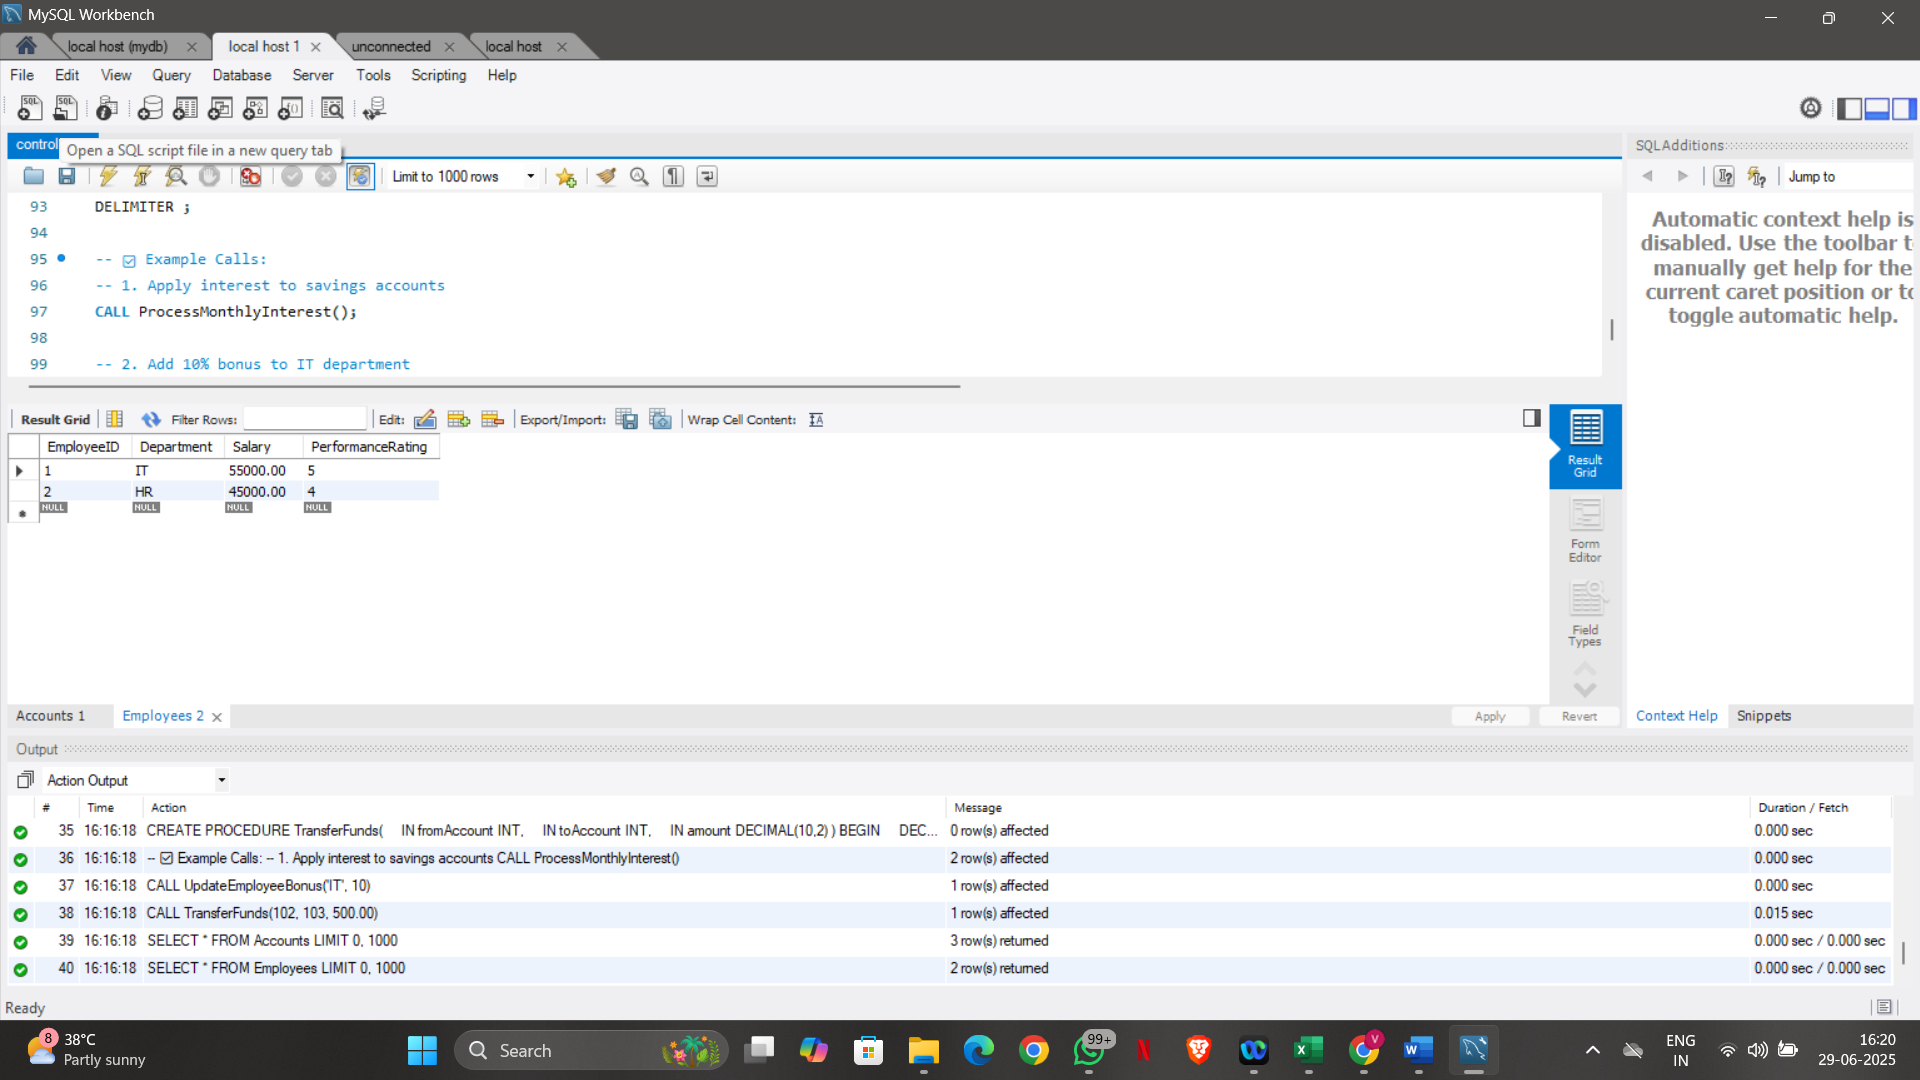 MySQL Workbench
local host (mydb)
local host 1
unconnected
local host
File Edit View Query Database Server Tools Scripting Help
control
Open a SQL script file in a new query tab
SQLAdditions
Limit to 1000 rows
Jump to
93 DELIMITER ;
94
95 -- ☑ Example Calls:
96 -- 1. Apply interest to savings accounts
97 CALL ProcessMonthlyInterest();
98
99 -- 2. Add 10% bonus to IT department
Automatic context help is
disabled. Use the toolbar t
manually get help for the
current caret position or to
toggle automatic help.
Result Grid Filter Rows: Edit: Export/Import: Wrap Cell Content:
EmployeeID Department Salary PerformanceRating
1 IT 55000.00 5
2 HR 45000.00 4
NULL NULL NULL NULL
Result
Grid
Form
Editor
Field
Types
Accounts 1 Employees 2 Apply Revert
Context Help Snippets
Output
Action Output
# Time Action Message Duration / Fetch
35 16:16:18 CREATE PROCEDURE TransferFunds( IN fromAccount INT, IN toAccount INT, IN amount DECIMAL(10,2) ) BEGIN DEC... 0 row(s) affected 0.000 sec
36 16:16:18 -- ☑ Example Calls: -- 1. Apply interest to savings accounts CALL ProcessMonthlyInterest() 2 row(s) affected 0.000 sec
37 16:16:18 CALL UpdateEmployeeBonus('IT', 10) 1 row(s) affected 0.000 sec
38 16:16:18 CALL TransferFunds(102, 103, 500.00) 1 row(s) affected 0.015 sec
39 16:16:18 SELECT * FROM Accounts LIMIT 0, 1000 3 row(s) returned 0.000 sec / 0.000 sec
40 16:16:18 SELECT * FROM Employees LIMIT 0, 1000 2 row(s) returned 0.000 sec / 0.000 sec
Ready
8
38°C
Partly sunny
Search
99+
V
ENG
IN
16:20
29-06-2025